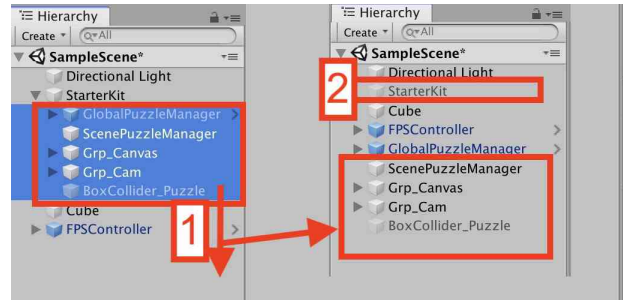 Hierarchy
Create All
SampleScene*
Directional Light
StarterKit
GlobalPuzzleManager
ScenePuzzleManager
Grp_Canvas
Grp_Cam
BoxCollider_Puzzle
Cube
FPSController
1
Hierarchy
Create All
SampleScene*
Directional Light
2
StarterKit
Cube
FPSController
GlobalPuzzleManager
ScenePuzzleManager
Grp_Canvas
Grp_Cam
BoxCollider_Puzzle